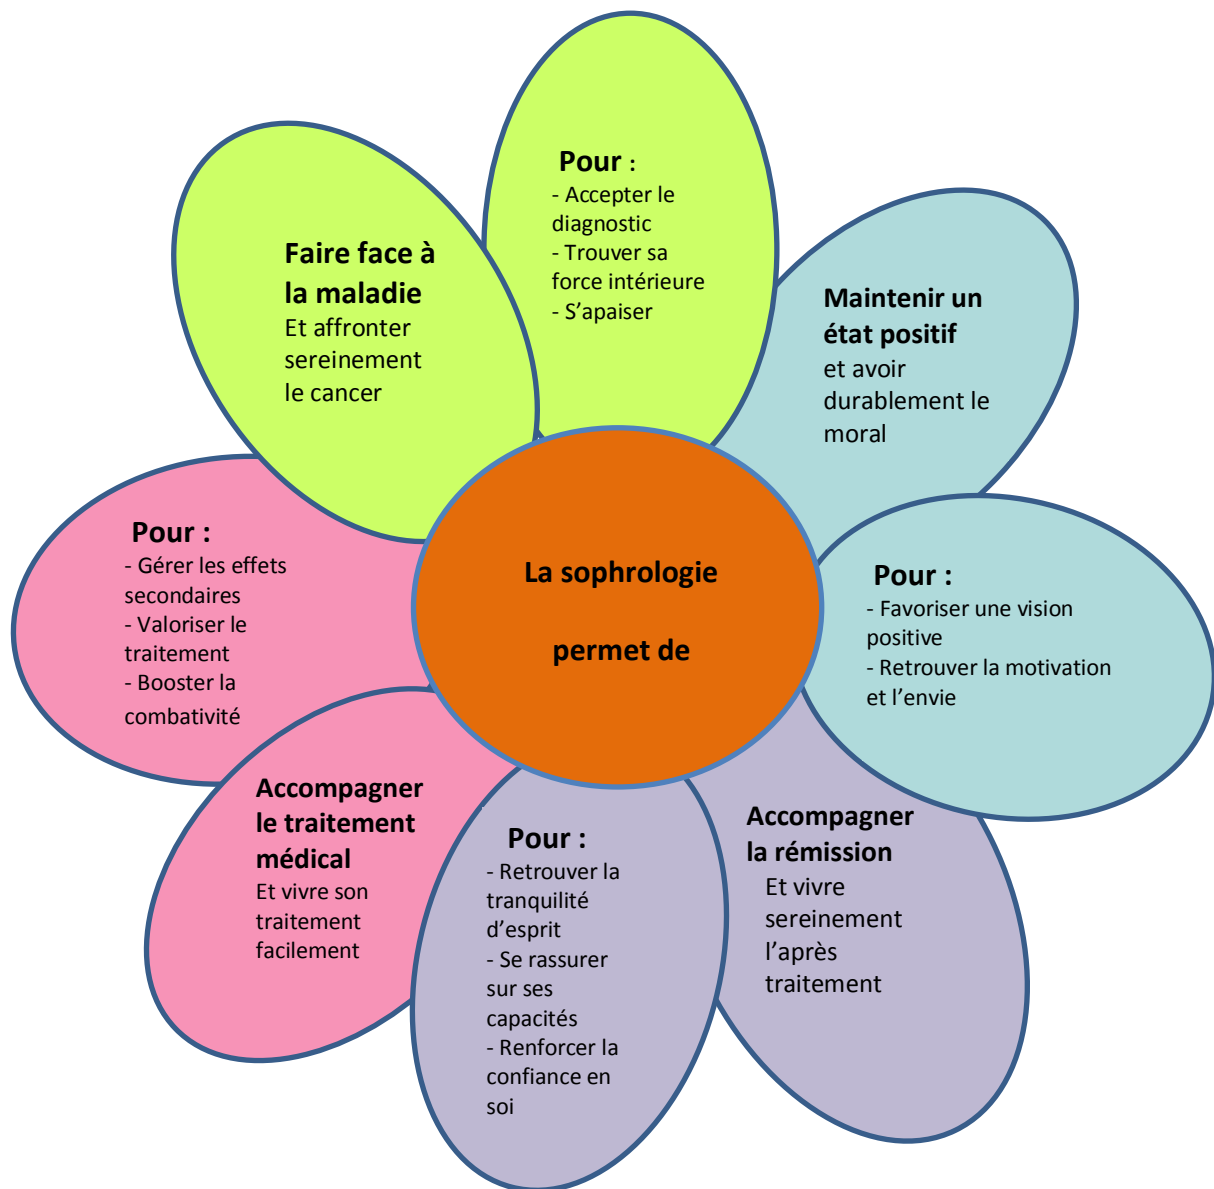 La sophrologie
permet de
Faire face à
la maladie
Et affronter
sereinement
le cancer
Pour :
- Accepter le
diagnostic
- Trouver sa
force intérieure
- S’apaiser
Maintenir un
état positif
et avoir
durablement le
moral
Pour :
- Favoriser une vision
positive
- Retrouver la motivation
et l’envie
Accompagner
la rémission
Et vivre
sereinement
l’après
traitement
Pour :
- Retrouver la
tranquilité
d’esprit
- Se rassurer
sur ses
capacités
- Renforcer la
confiance en
soi
Accompagner
le traitement
médical
Et vivre son
traitement
facilement
Pour :
- Gérer les effets
secondaires
- Valoriser le
traitement
- Booster la
combativité